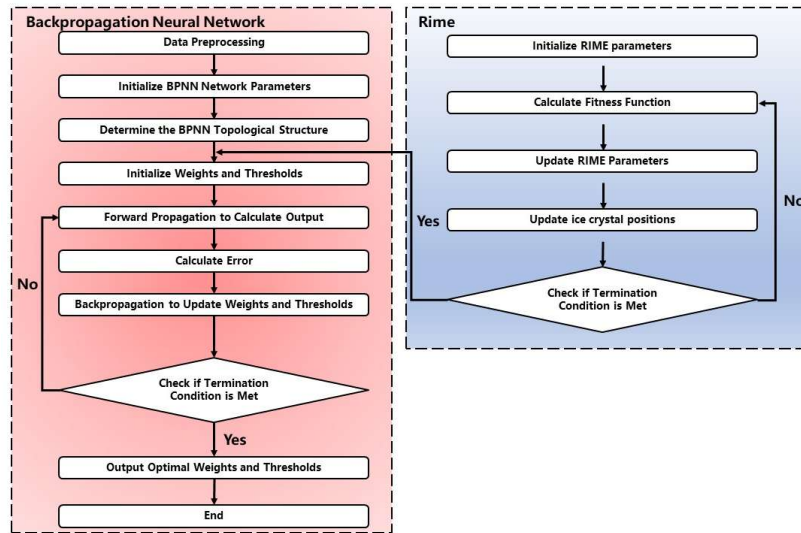 Backpropagation Neural Network
Data Preprocessing
Initialize BPNN Network Parameters
Determine the BPNN Topological Structure
Initialize Weights and Thresholds
Forward Propagation to Calculate Output
No
Calculate Error
Backpropagation to Update Weights and Thresholds
Check if Termination
Condition is Met
Yes
Output Optimal Weights and Thresholds
End
Rime
Initialize RIME parameters
Calculate Fitness Function
Update RIME Parameters
No
Yes
Update ice crystal positions
Check if Termination
Condition is Met